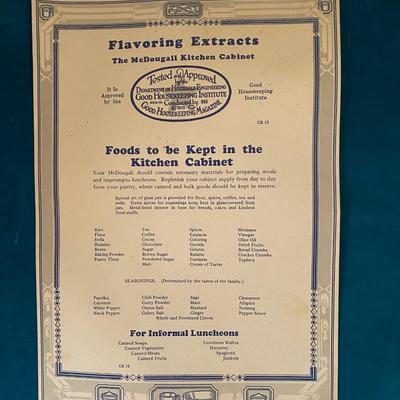 Flavoring Extracts
The McDougall Kitchen Cabinet
It Is
Approved
by the
Tested and Approved
by the
DEPARTMENT OF HOUSEHOLD ENGINEERING
GOOD HOUSEKEEPING INSTITUTE
Conducted by
GOOD HOUSEKEEPING MAGAZINE
Good
Housekeeping
Institute
CB 15
Foods to be Kept in the
Kitchen Cabinet
Your McDougall should contain necessary materials for preparing meals
and impromptu luncheons. Replenish your cabinet supply from day to day
from your pantry, where canned and bulk goods should be kept in reserve.
Special set of glass jars is provided for flour, spices, coffee, tea and
soda. Extra spices for seasonings keep best in glass-covered fruit
jars. Metal-lined drawer in base for breads, cakes and kindred
food stuffs.
Rice Tea Spices Molasses
Flour Coffee Extracts Vinegar
Soda Cocoa Coloring Olive Oil
Hominy Chocolate Cereals Dried Fruits
Beans Sugar Gelatin Bread Crumbs
Baking Powder Brown Sugar Raisins Cracker Crumbs
Pastry Flour Powdered Sugar Currants Tapioca
Malt Cream of Tartar
SEASONINGS: (Determined by the tastes of the family.)
Paprika Chili Powder Sage Cinnamon
Cayenne Curry Powder Mace Allspice
White Pepper Onion Salt Mustard Nutmeg
Black Pepper Celery Salt Ginger Pepper Sauce
Whole and Powdered Cloves
For Informal Luncheons
Canned Soups Luncheon Wafers
Canned Vegetables Macaroni
Canned Meats Spaghetti
Canned Fruits Junkets
CB 16